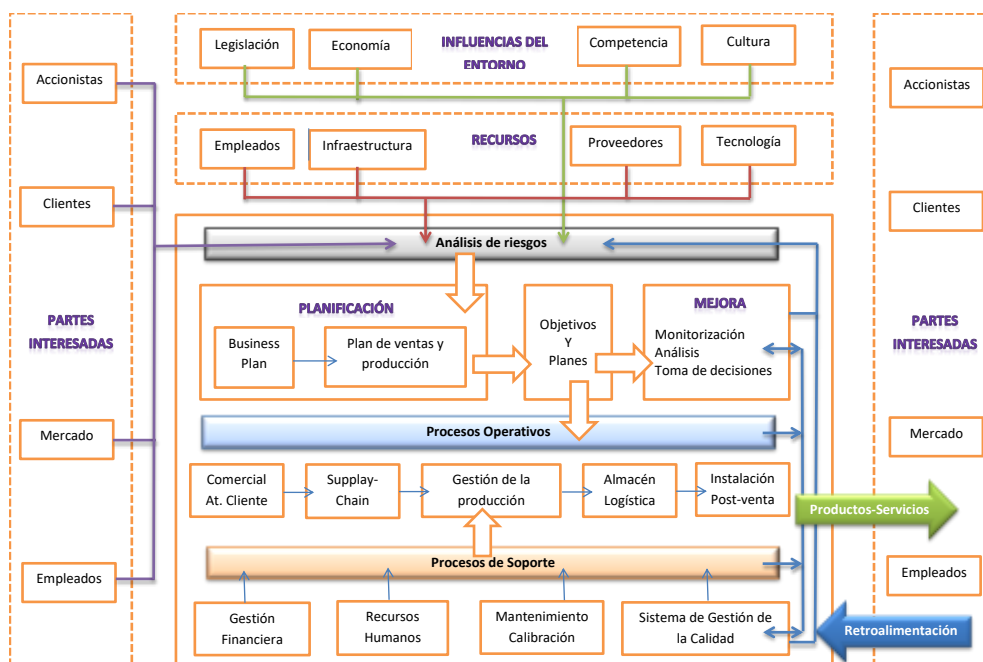 Legislación
Economía
INFLUENCIAS DEL
ENTORNO
Competencia
Cultura
Accionistas
Clientes
PARTES
INTERESADAS
Mercado
Empleados
RECURSOS
Empleados
Infraestructura
Proveedores
Tecnología
Análisis de riesgos
PLANIFICACIÓN
Business
Plan
Plan de ventas y
producción
Objetivos
Y
Planes
MEJORA
Monitorización
Análisis
Toma de decisiones
Procesos Operativos
Comercial
At. Cliente
Supplay-
Chain
Gestión de la
producción
Almacén
Logística
Instalación
Post-venta
Procesos de Soporte
Gestión
Financiera
Recursos
Humanos
Mantenimiento
Calibración
Sistema de Gestión de
la Calidad
Accionistas
Clientes
PARTES
INTERESADAS
Mercado
Productos-Servicios
Empleados
Retroalimentación